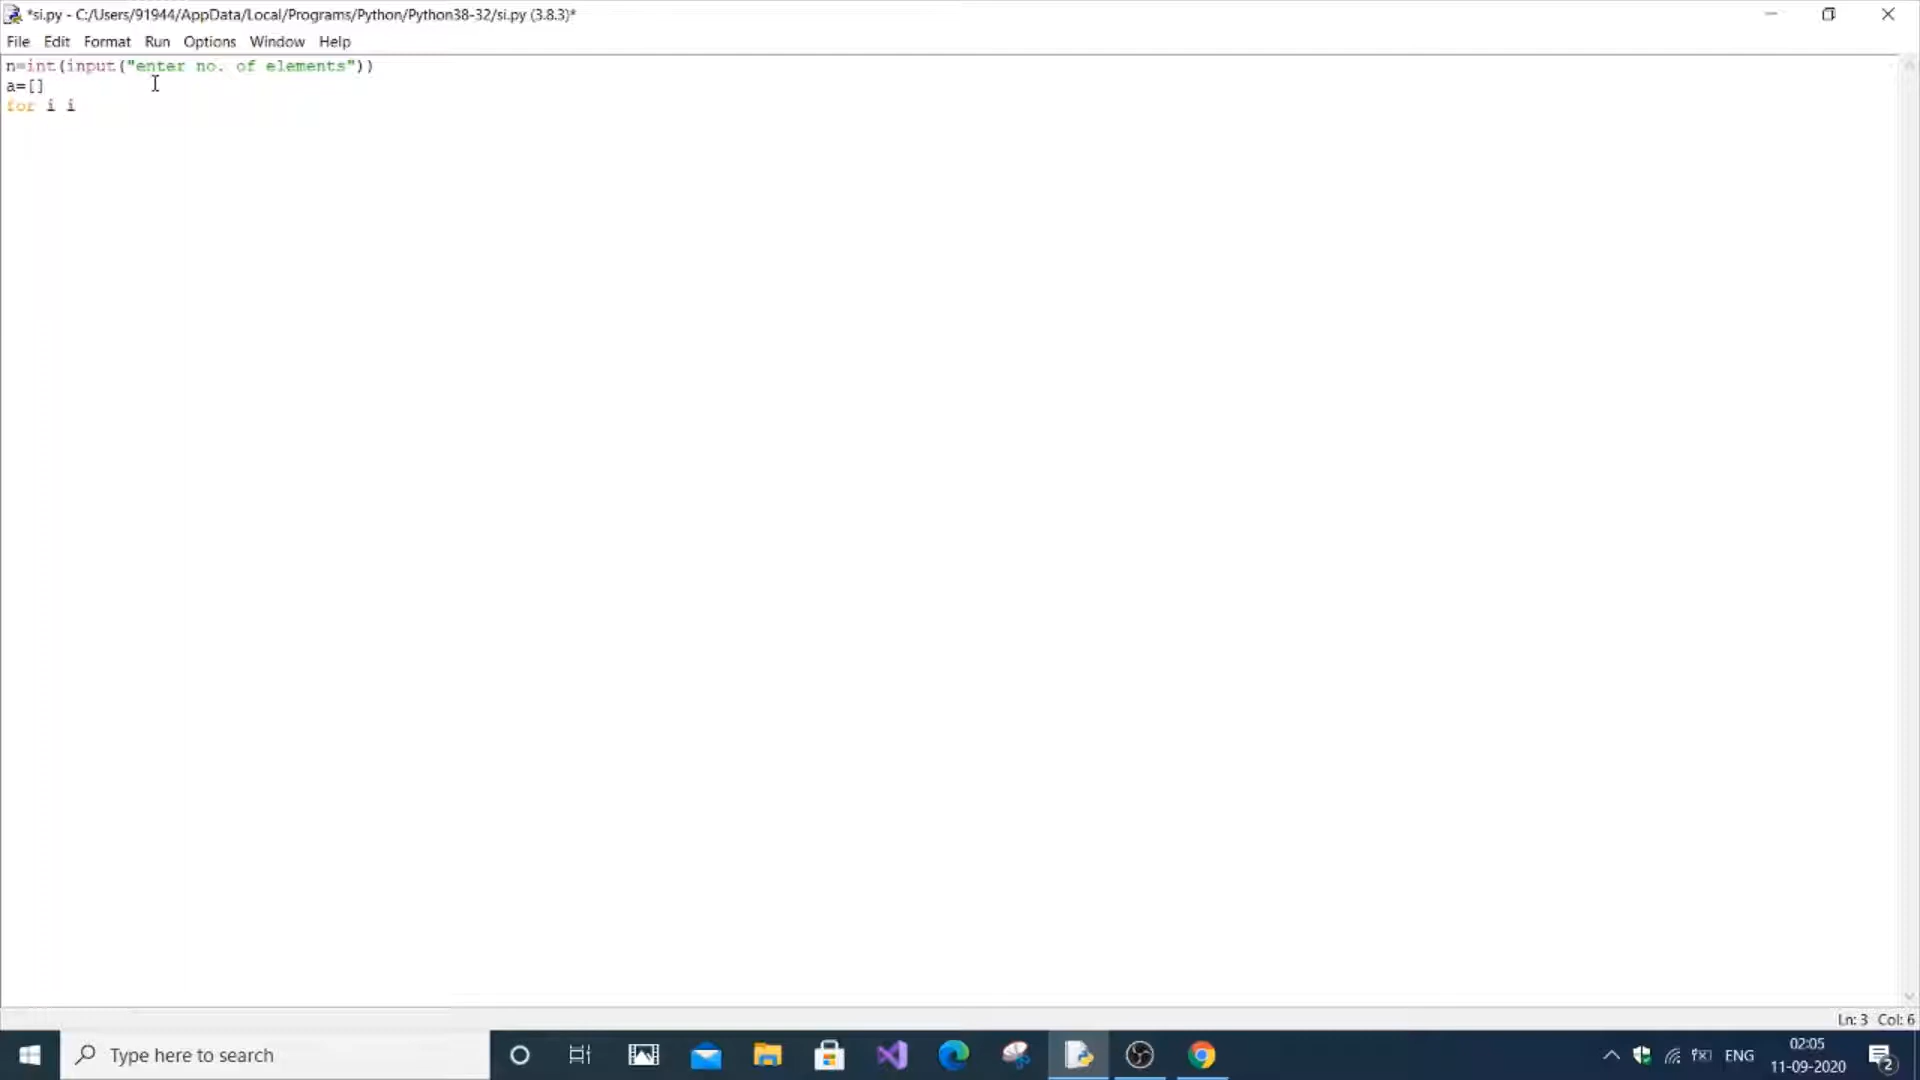 *si.py - C:/Users/91944/AppData/Local/Programs/Python/Python38-32/si.py (3.8.3)*
File Edit Format Run Options Window Help
n=int(input("enter no. of elements"))
a=[]
for i i
Ln: 3 Col: 6
Type here to search
ENG
02:05
11-09-2020
2